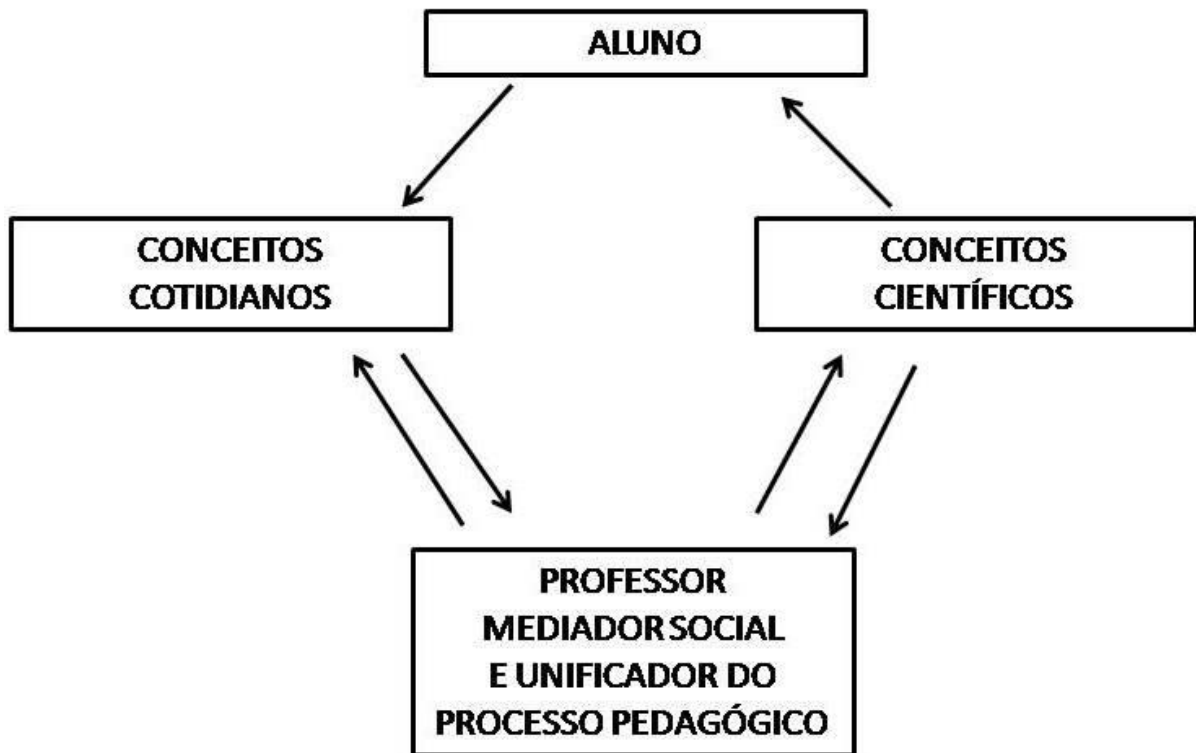 ALUNO
CONCEITOS
COTIDIANOS
CONCEITOS
CIENTÍFICOS
PROFESSOR
MEDIADOR SOCIAL
E UNIFICADOR DO
PROCESSO PEDAGÓGICO